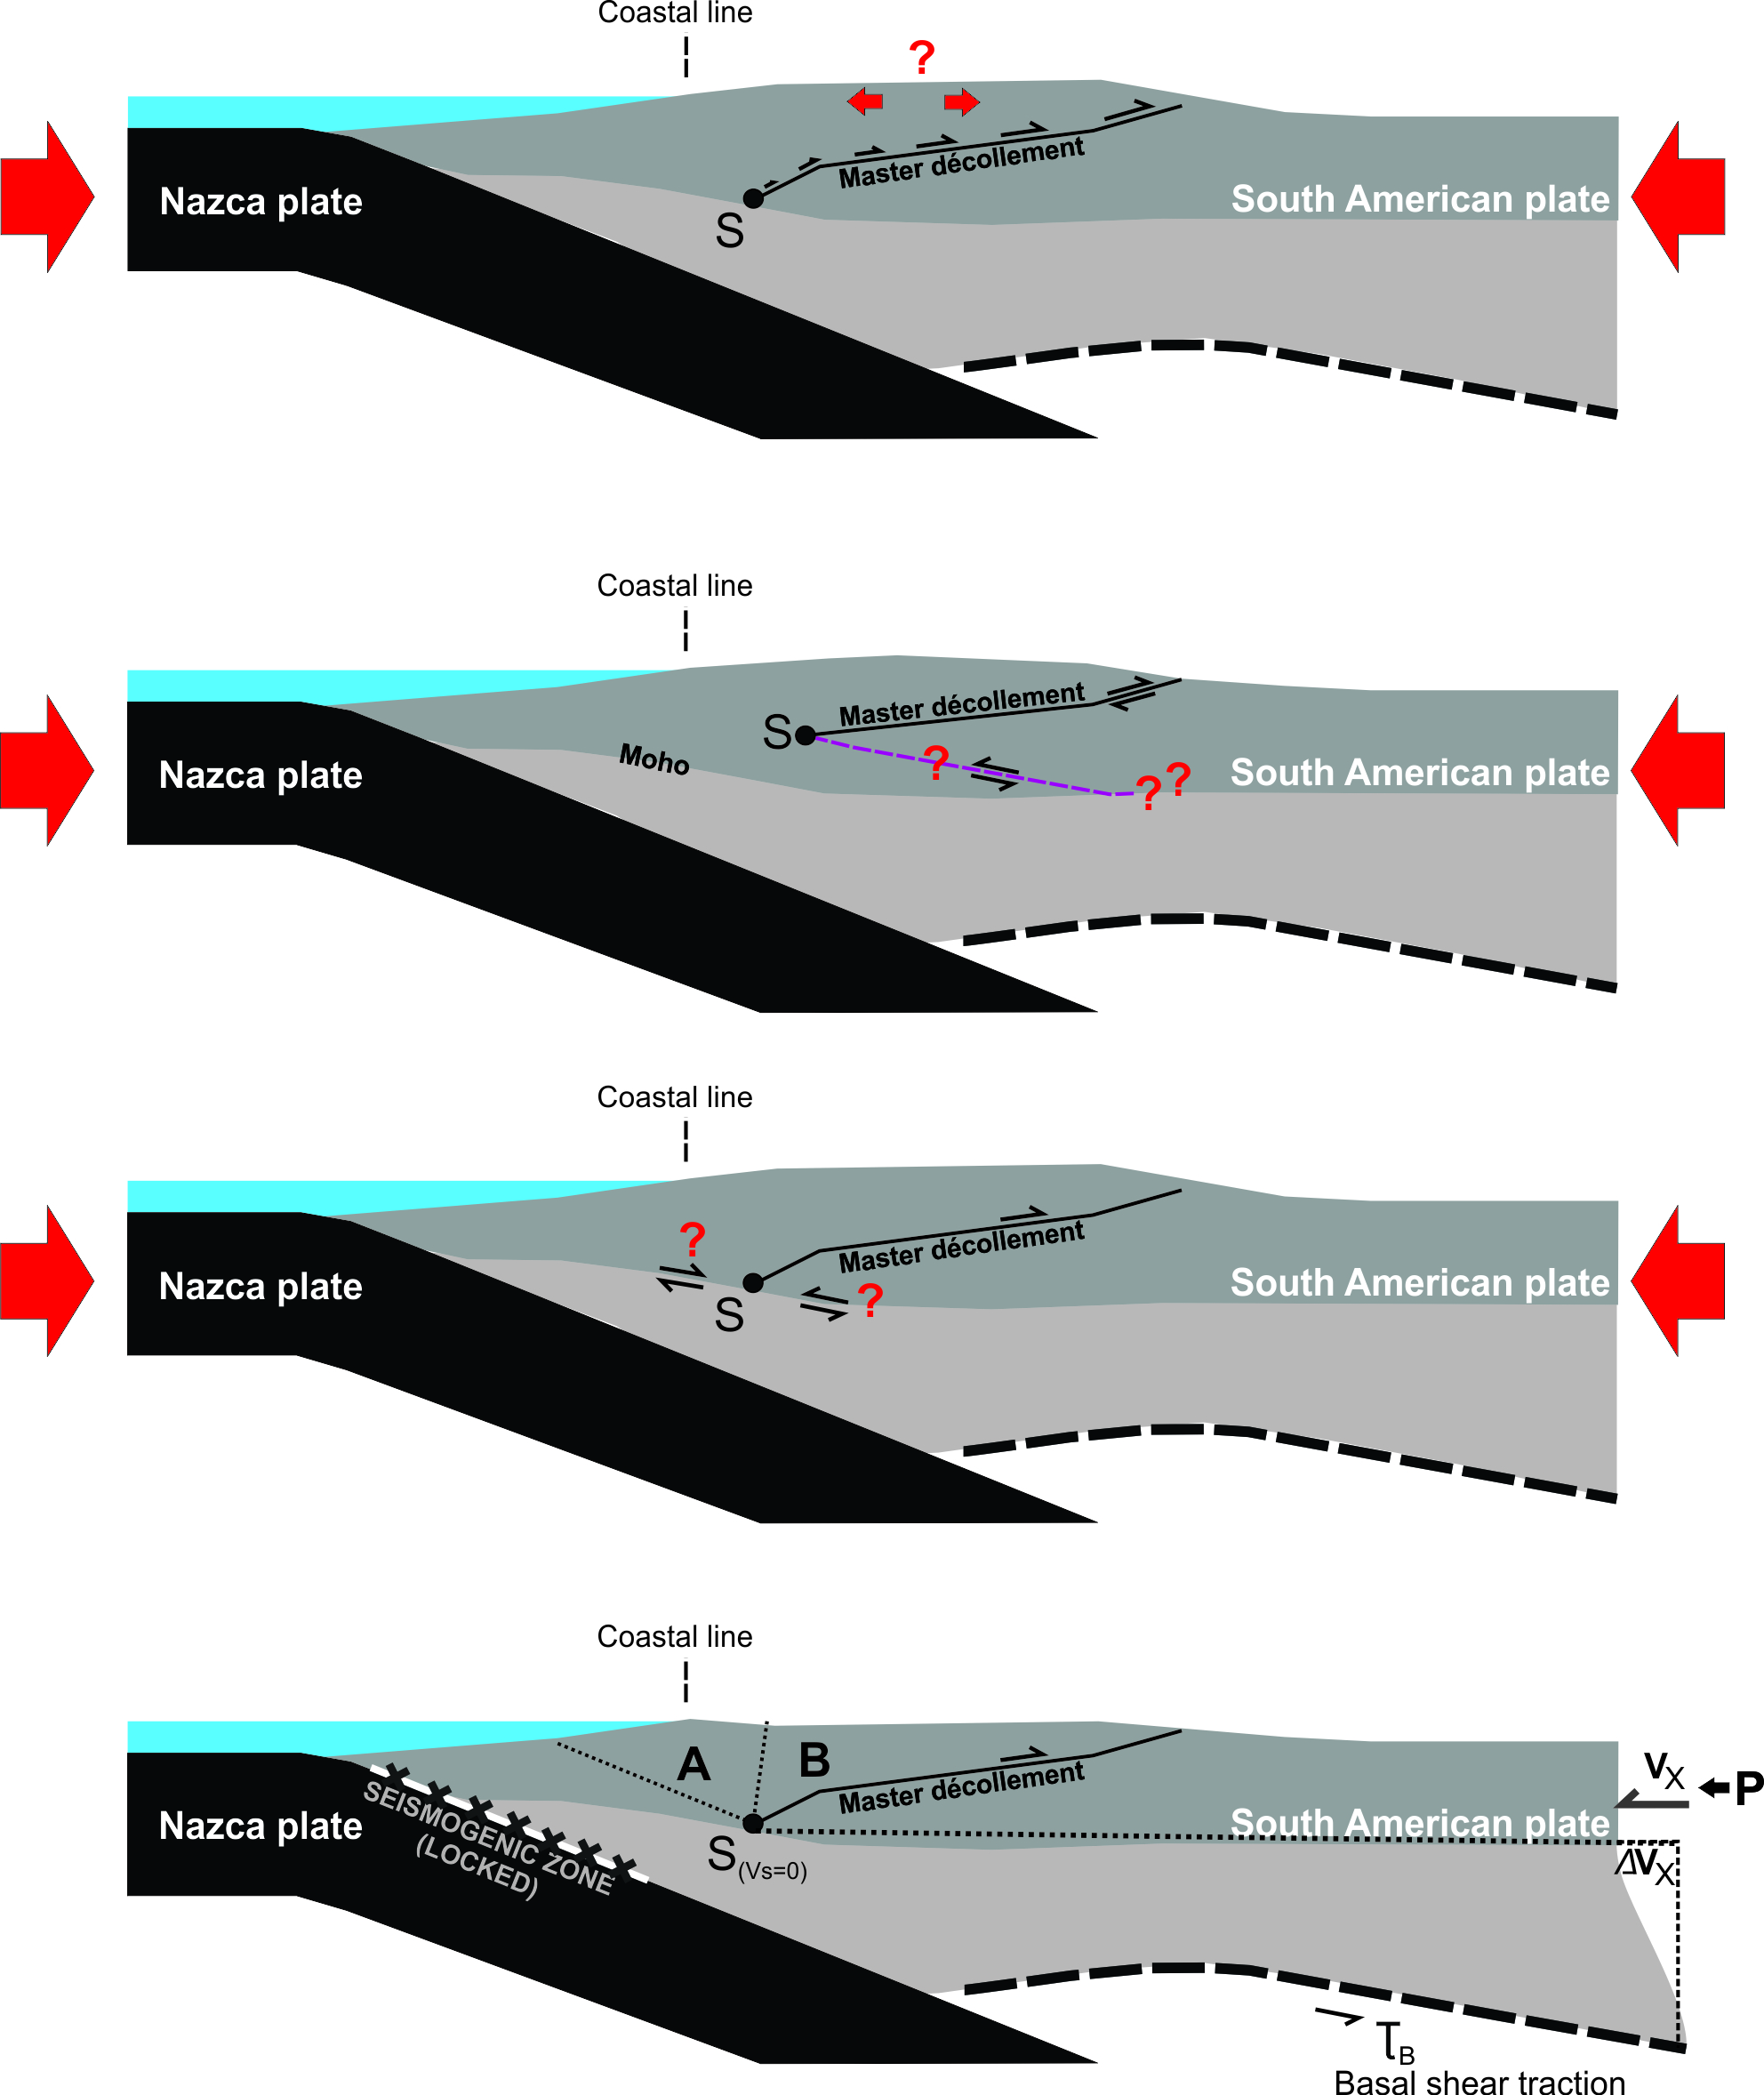 Coastal line
?
Master décollement
Nazca plate
South American plate
S
Coastal line
Master décollement
S
Moho
?
? ?
Nazca plate
South American plate
Coastal line
?
Master décollement
?
S
Nazca plate
South American plate
Coastal line
A
B
Master décollement
SEISMOGENIC ZONE
(LOCKED)
Nazca plate
South American plate
S(Vs=0)
VX
P
ΔVX
τB
Basal shear traction